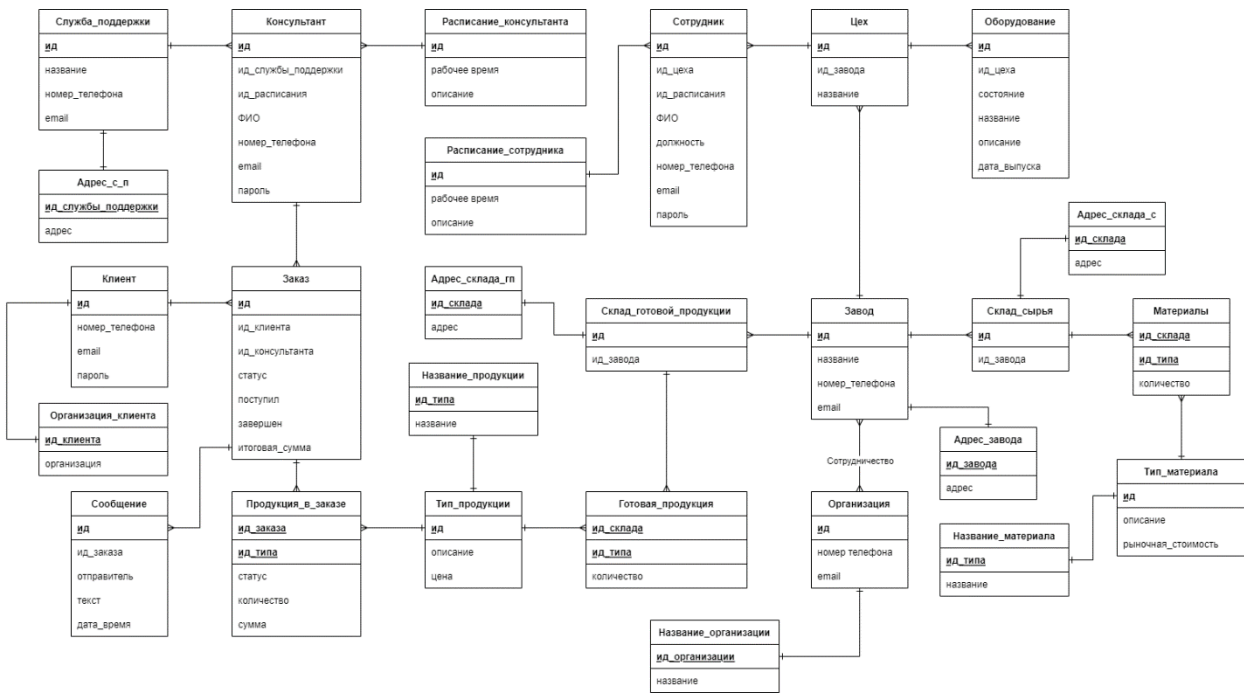 Служба_поддержки
ид
название
номер_телефона
email
Консультант
ид
ид_службы_поддержки
ид_расписания
ФИО
номер_телефона
email
пароль
Расписание_консультанта
ид
рабочее время
описание
Сотрудник
ид
ид_цеха
ид_расписания
ФИО
должность
номер_телефона
email
пароль
Цех
ид
ид_завода
название
Оборудование
ид
ид_цеха
состояние
название
описание
дата_выпуска
Расписание_сотрудника
ид
рабочее время
описание
Адрес_с_п
ид_службы_поддержки
адрес
Адрес_склада_с
ид_склада
адрес
Клиент
ид
номер_телефона
email
пароль
Заказ
ид
ид_клиента
ид_консультанта
статус
поступил
завершен
итоговая_сумма
Адрес_склада_гп
ид_склада
адрес
Склад_готовой_продукции
ид
ид_завода
Завод
ид
название
номер_телефона
email
Склад_сырья
ид
ид_завода
Материалы
ид_склада
ид_типа
количество
Название_продукции
ид_типа
название
Организация_клиента
ид_клиента
организация
Адрес_завода
ид_завода
адрес
Сотрудничество
Тип_материала
ид
описание
рыночная_стоимость
Сообщение
ид
ид_заказа
отправитель
текст
дата_время
Продукция_в_заказе
ид_заказа
ид_типа
статус
количество
сумма
Тип_продукции
ид
описание
цена
Готовая_продукция
ид_склада
ид_типа
количество
Организация
ид
номер телефона
email
Название_материала
ид_типа
название
Название_организации
ид_организации
название